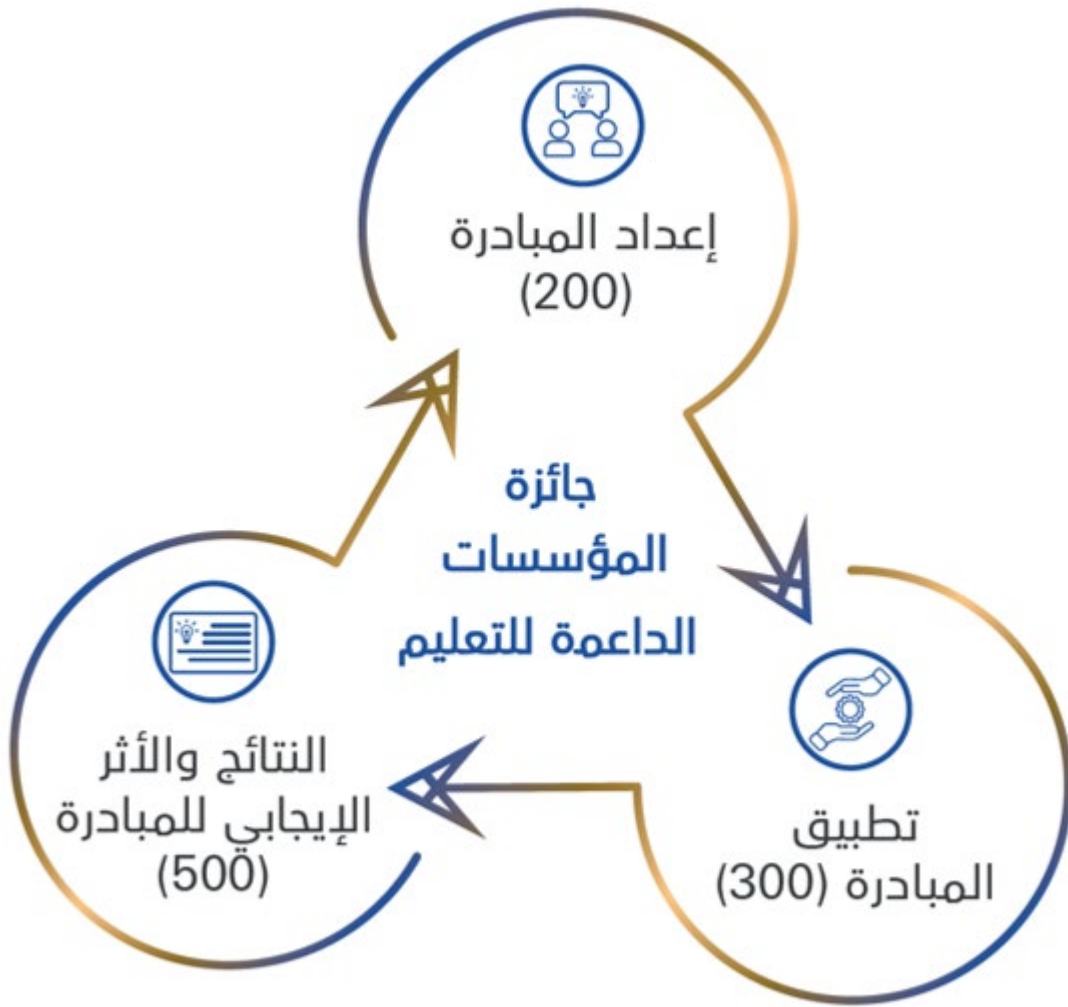 إعداد المبادرة
(200)
جائزة
المؤسسات
الداعمة للتعليم
تطبيق
المبادرة (300)
النتائج والأثر
الإيجابي للمبادرة
(500)